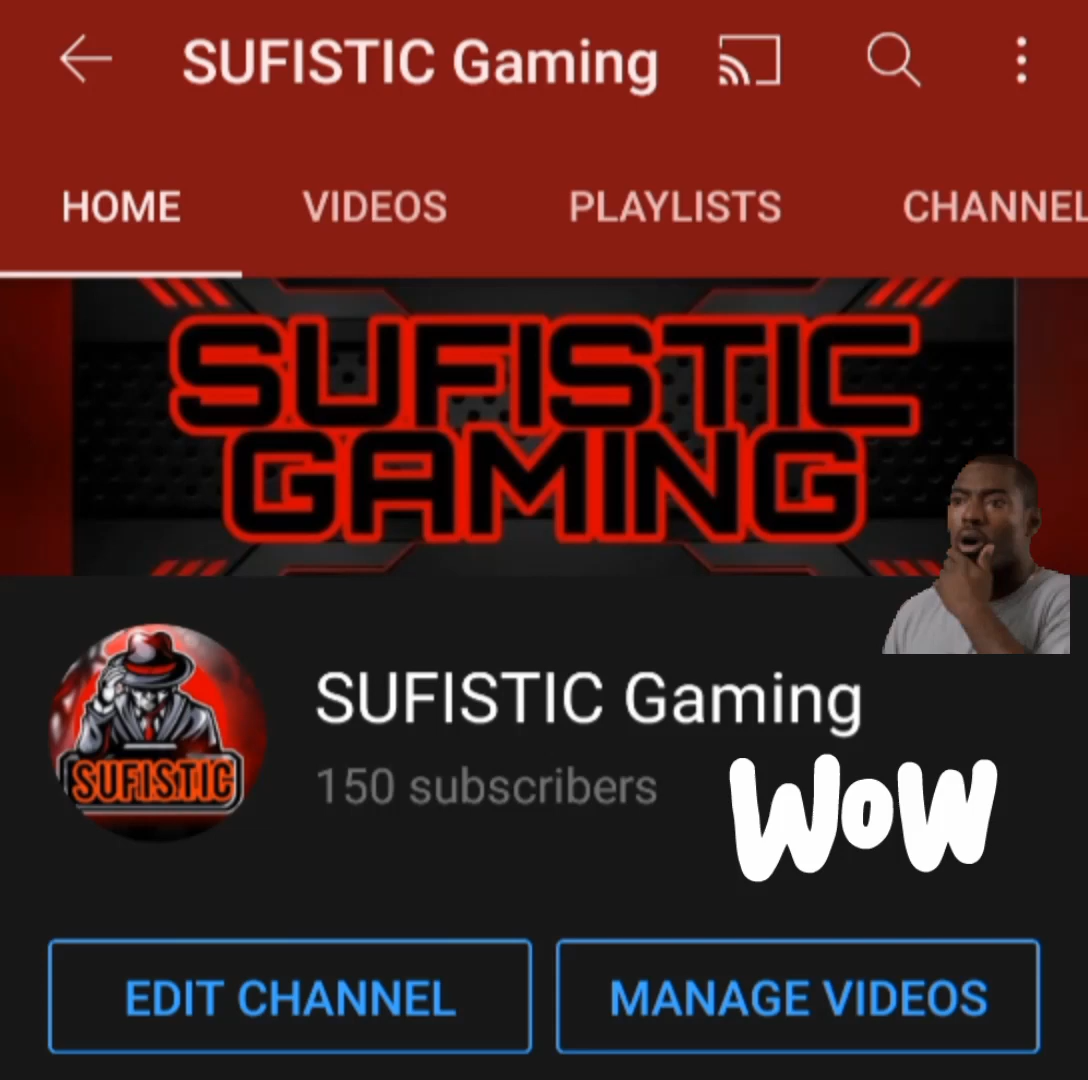 SUFISTIC Gaming
HOME VIDEOS PLAYLISTS CHANNEL
SUFISTIC
GAMING
SUFISTIC Gaming
SUFISTIC
150 subscribers
WoW
EDIT CHANNEL MANAGE VIDEOS